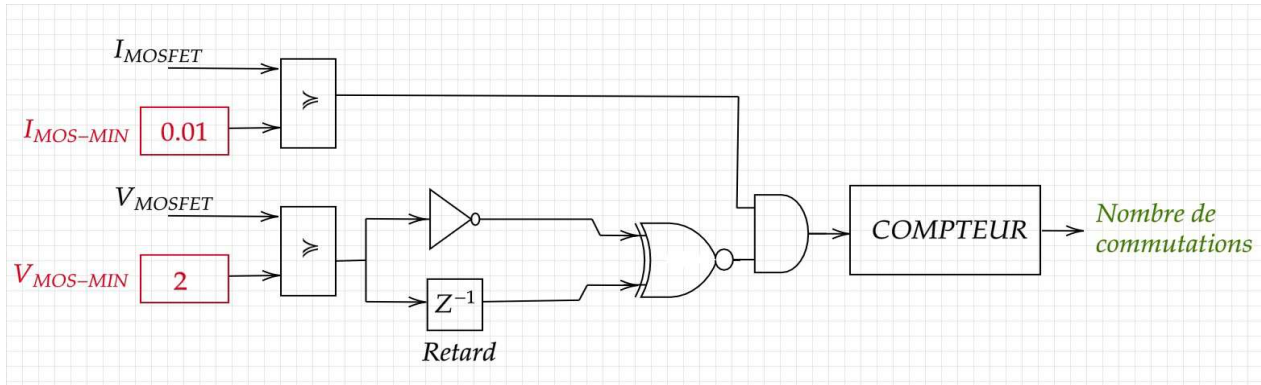 I_MOSFET
≽
I_MOS−MIN 0.01
V_MOSFET
≽
V_MOS−MIN 2
Z⁻¹
Retard
COMPTEUR
Nombre de
commutations